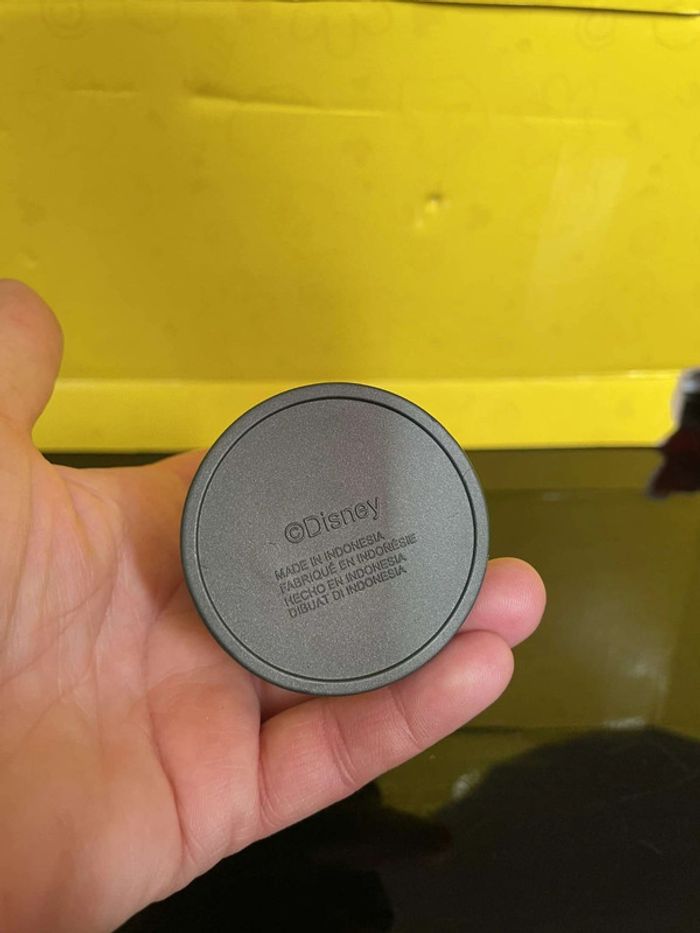 ©Disney
MADE IN INDONESIA
FABRIQUÉ EN INDONÉSIE
HECHO EN INDONESIA
DIBUAT DI INDONESIA